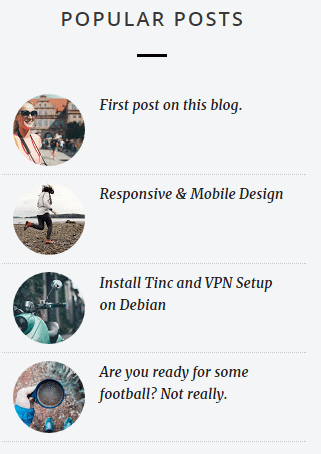 POPULAR POSTS
First post on this blog.
Responsive & Mobile Design
Install Tinc and VPN Setup
on Debian
Are you ready for some
football? Not really.